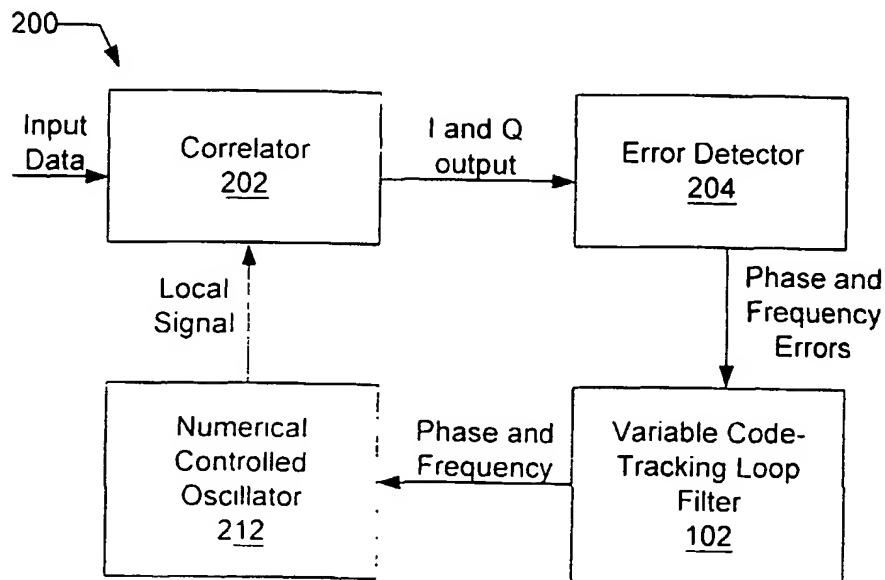 200
Input
Data
Correlator
202
I and Q
output
Error Detector
204
Local
Signal
Phase and
Frequency
Errors
Numerical
Controlled
Oscillator
212
Phase and
Frequency
Variable Code-
Tracking Loop
Filter
102